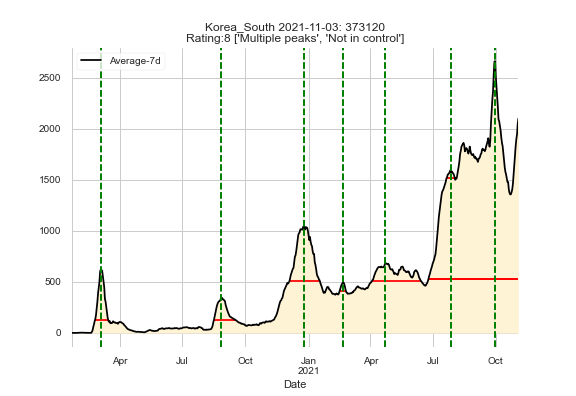 Korea_South 2021-11-03: 373120
Rating:8 ['Multiple peaks', 'Not in control']
Average-7d
2500
2000
1500
1000
500
0
Apr Jul Oct Jan Apr Jul Oct
2021
Date